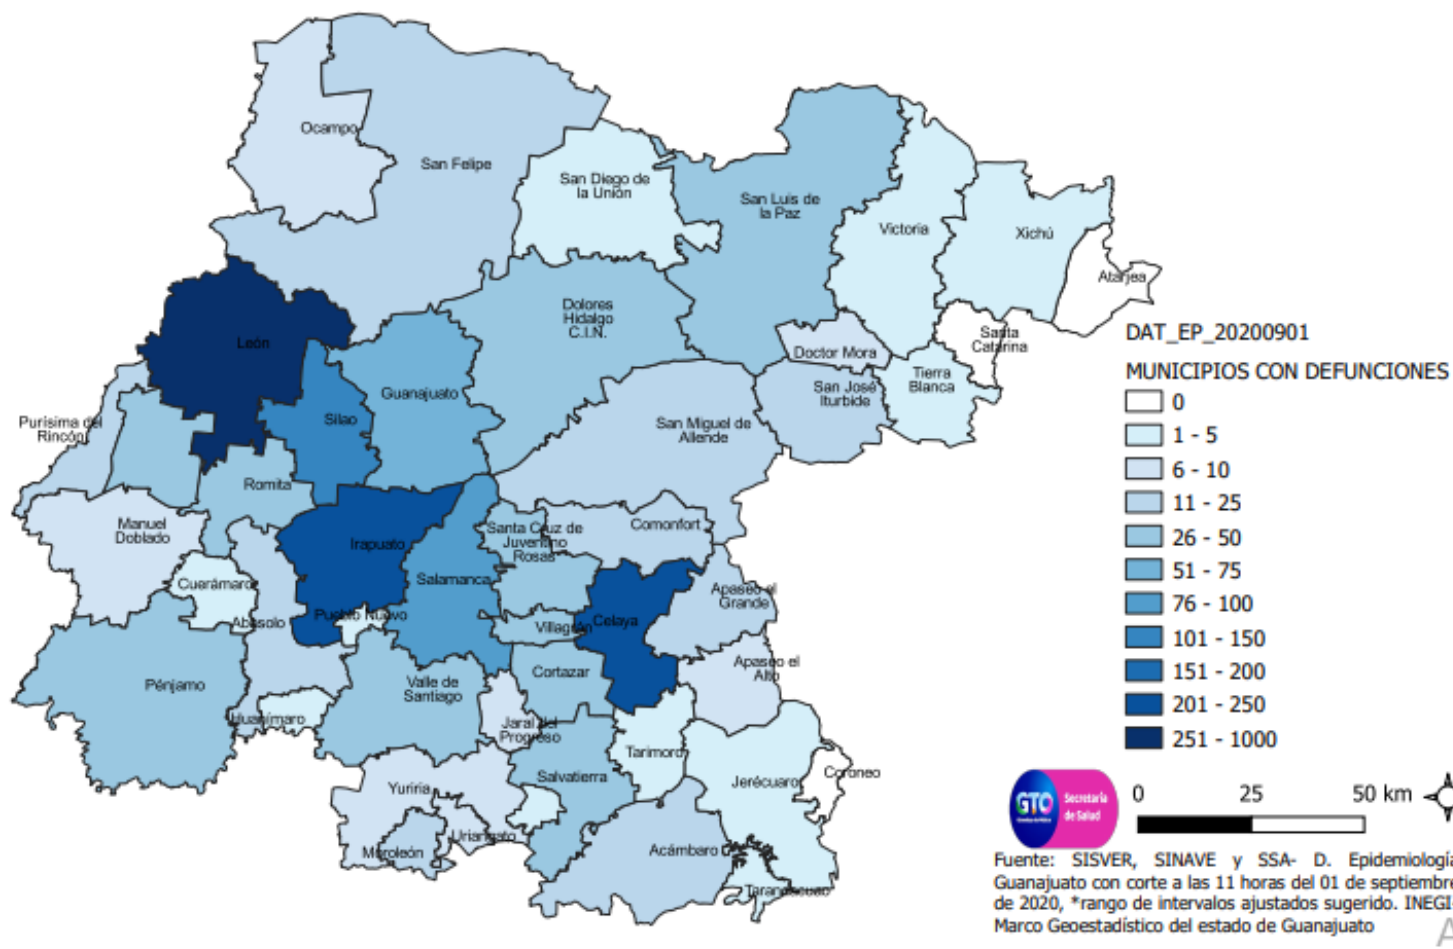 Ocampo
San Felipe
San Diego de
la Unión
San Luis de
la Paz
Victoria
Xichú
Atarjea
León
Dolores
Hidalgo
C.I.N.
Doctor Mora
Santa
Catarina
Tierra
Blanca
San José
Iturbide
Purísima del
Rincón
Silao
Guanajuato
San Miguel de
Allende
Romita
Manuel
Doblado
Irapuato
Santa Cruz de
Juventino
Rosas
Comonfort
Cuerámaro
Salamanca
Apaseo el
Grande
Abasolo
Pueblo Nuevo
Villagrán
Celaya
Pénjamo
Valle de
Santiago
Cortazar
Apaseo el
Alto
Huanímaro
Jaral del
Progreso
Tarimoro
Jerécuaro
Coroneo
Yuriria
Salvatierra
Moroleón
Uriangato
Acámbaro
Tarandacuao
DAT_EP_20200901
MUNICIPIOS CON DEFUNCIONES
0
1 - 5
6 - 10
11 - 25
26 - 50
51 - 75
76 - 100
101 - 150
151 - 200
201 - 250
251 - 1000
GTO
Secretaría
de Salud
0 25 50 km
Fuente: SISVER, SINAVE y SSA- D. Epidemiología
Guanajuato con corte a las 11 horas del 01 de septiembre
de 2020, *rango de intervalos ajustados sugerido. INEGI-
Marco Geoestadístico del estado de Guanajuato